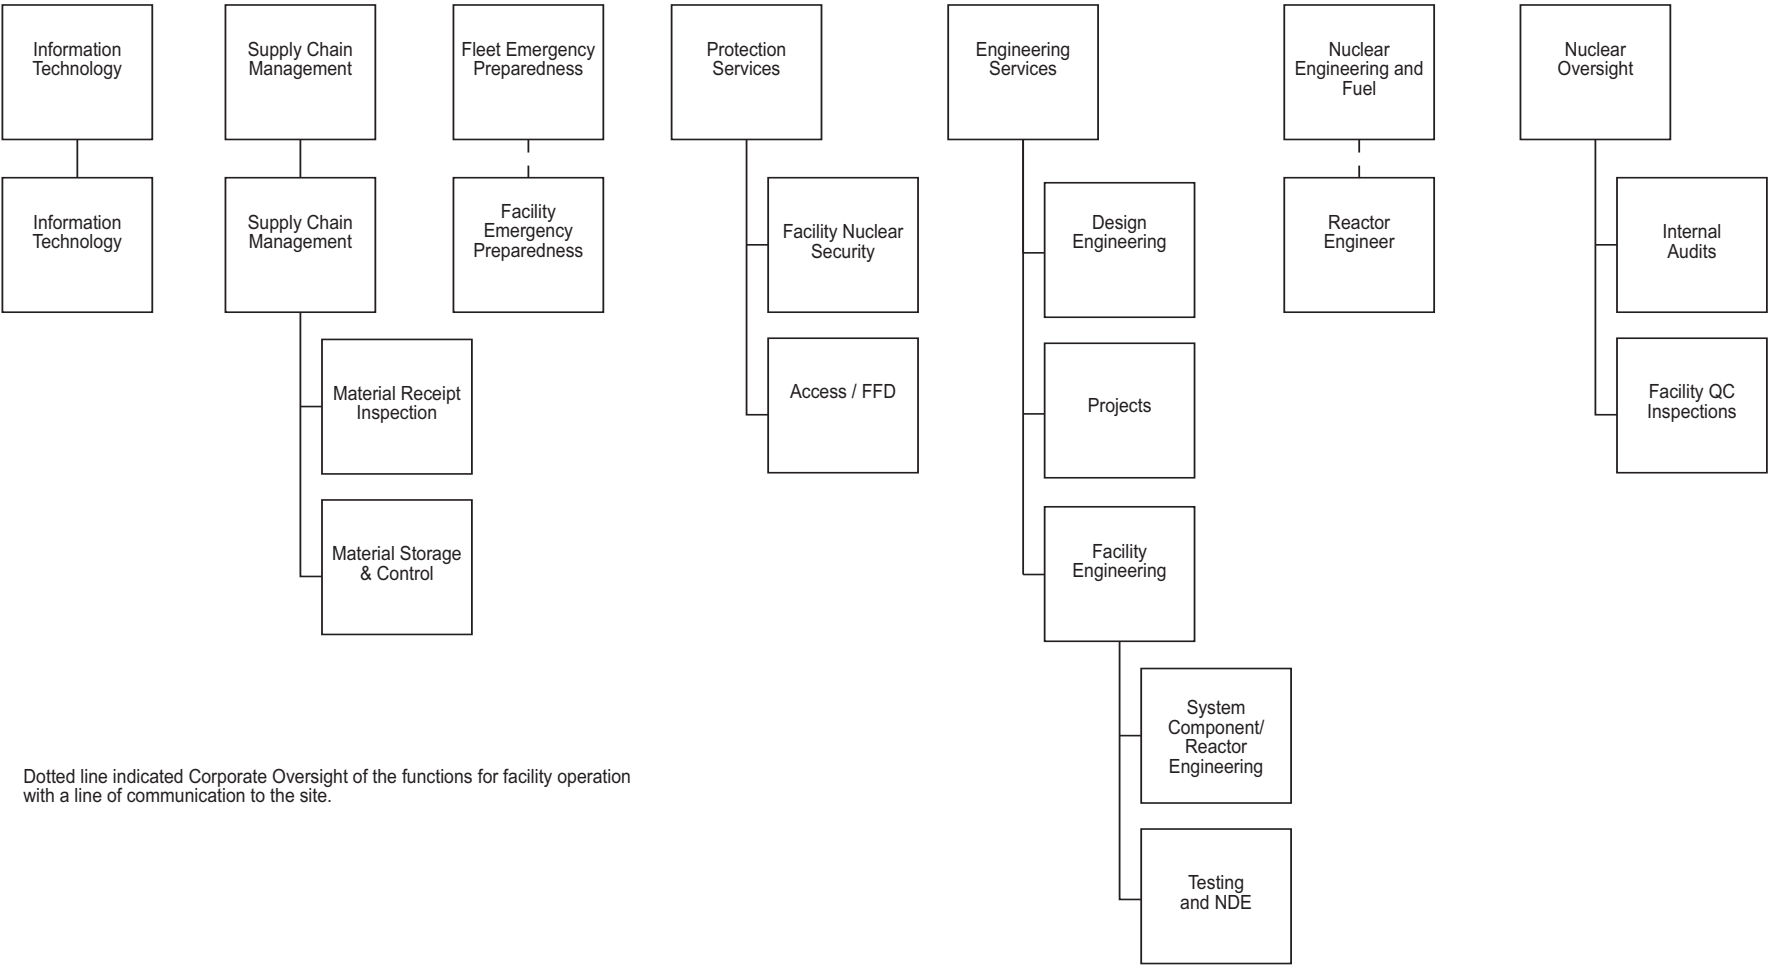 Information
Technology
Supply Chain
Management
Fleet Emergency
Preparedness
Protection
Services
Engineering
Services
Nuclear
Engineering and
Fuel
Nuclear
Oversight
Information
Technology
Supply Chain
Management
Facility
Emergency
Preparedness
Facility Nuclear
Security
Design
Engineering
Reactor
Engineer
Internal
Audits
Material Receipt
Inspection
Access / FFD
Projects
Facility QC
Inspections
Material Storage
& Control
Facility
Engineering
System
Component/
Reactor
Engineering
Testing
and NDE
Dotted line indicated Corporate Oversight of the functions for facility operation
with a line of communication to the site.